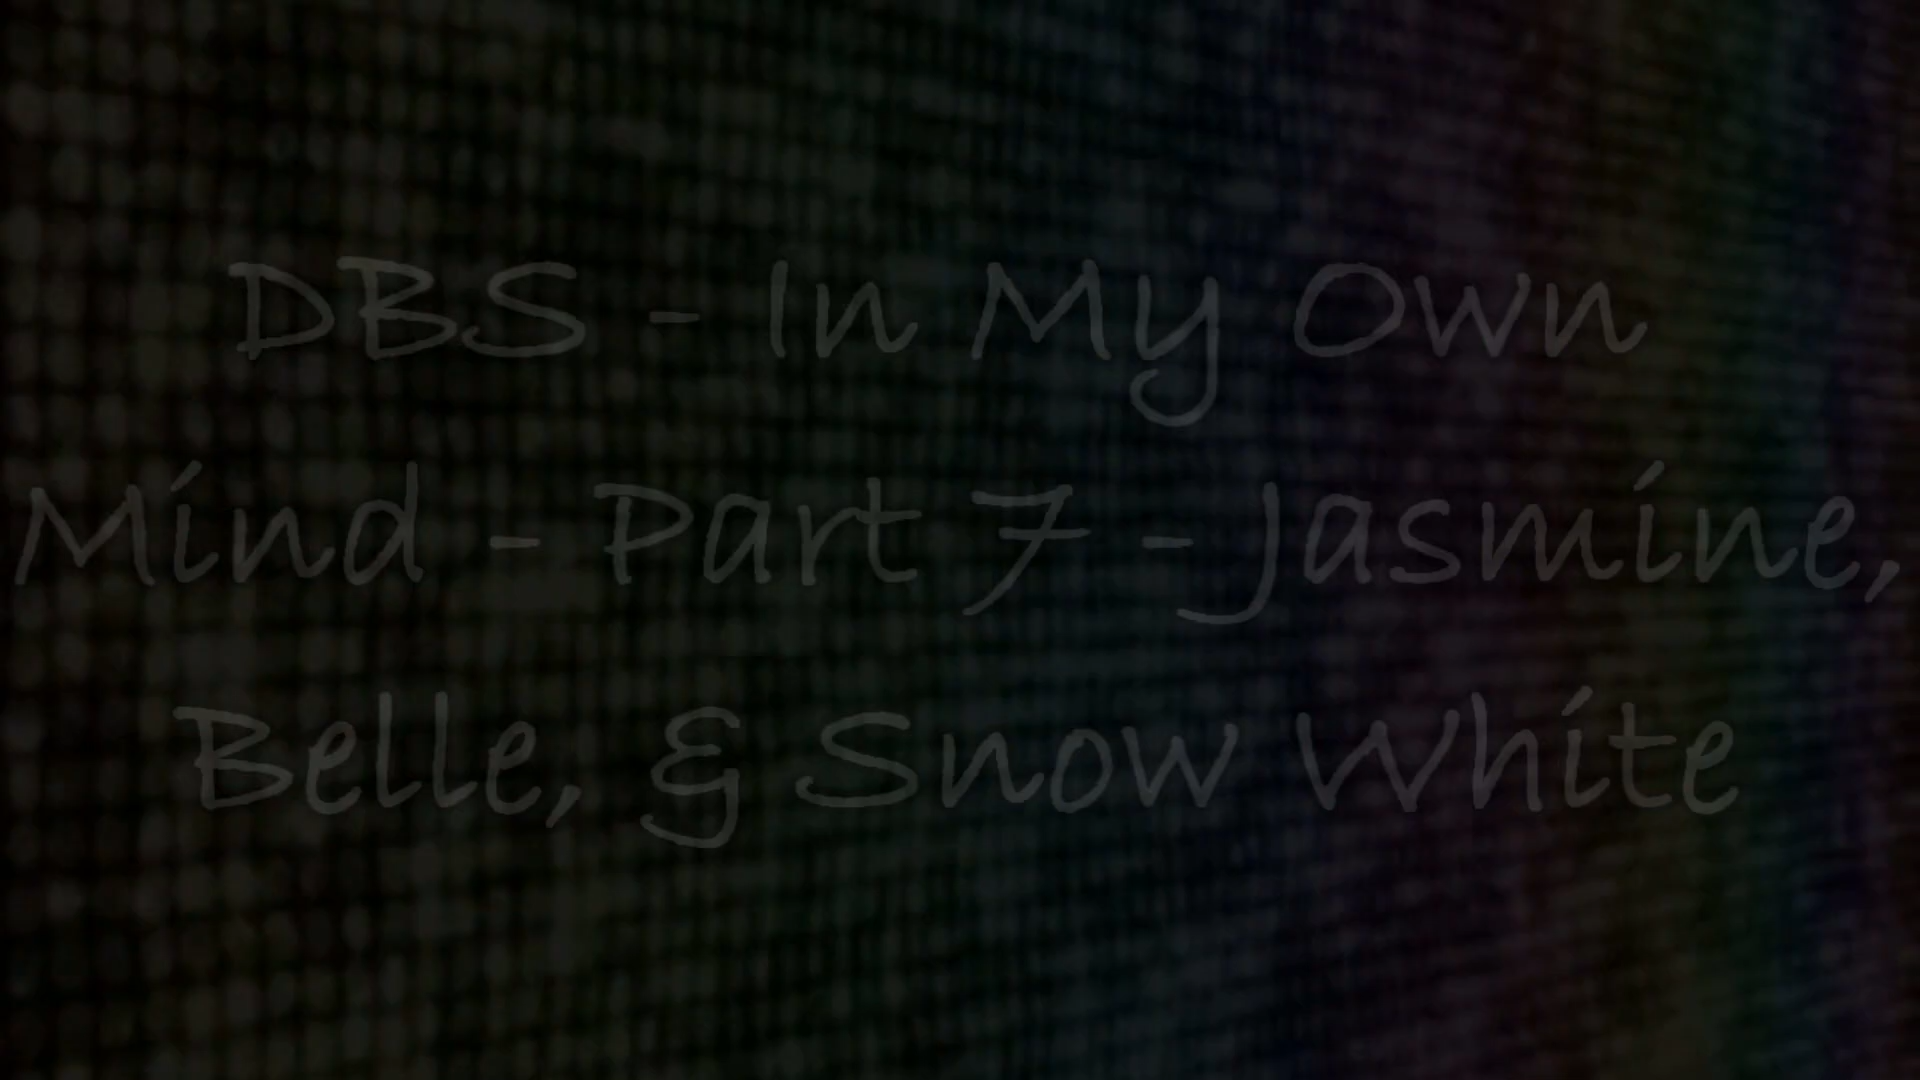 DBS - In My Own
Mind - Part 7 - Jasmine,
Belle, & Snow White